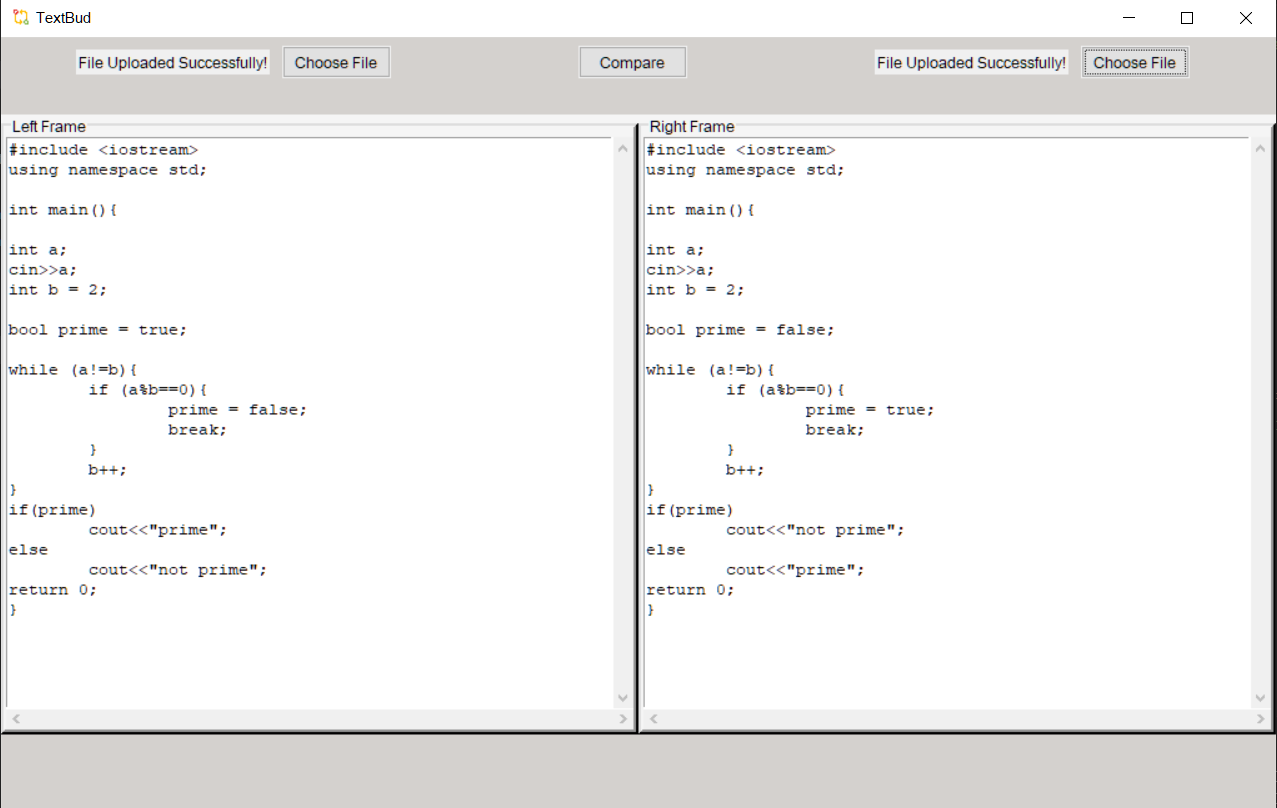 TextBud
File Uploaded Successfully! Choose File Compare File Uploaded Successfully! Choose File
Left Frame
#include <iostream>
using namespace std;

int main(){

int a;
cin>>a;
int b = 2;

bool prime = true;

while (a!=b){
        if (a%b==0){
                prime = false;
                break;
        }
        b++;
}
if(prime)
        cout<<"prime";
else
        cout<<"not prime";
return 0;
}
Right Frame
#include <iostream>
using namespace std;

int main(){

int a;
cin>>a;
int b = 2;

bool prime = false;

while (a!=b){
        if (a%b==0){
                prime = true;
                break;
        }
        b++;
}
if(prime)
        cout<<"not prime";
else
        cout<<"prime";
return 0;
}